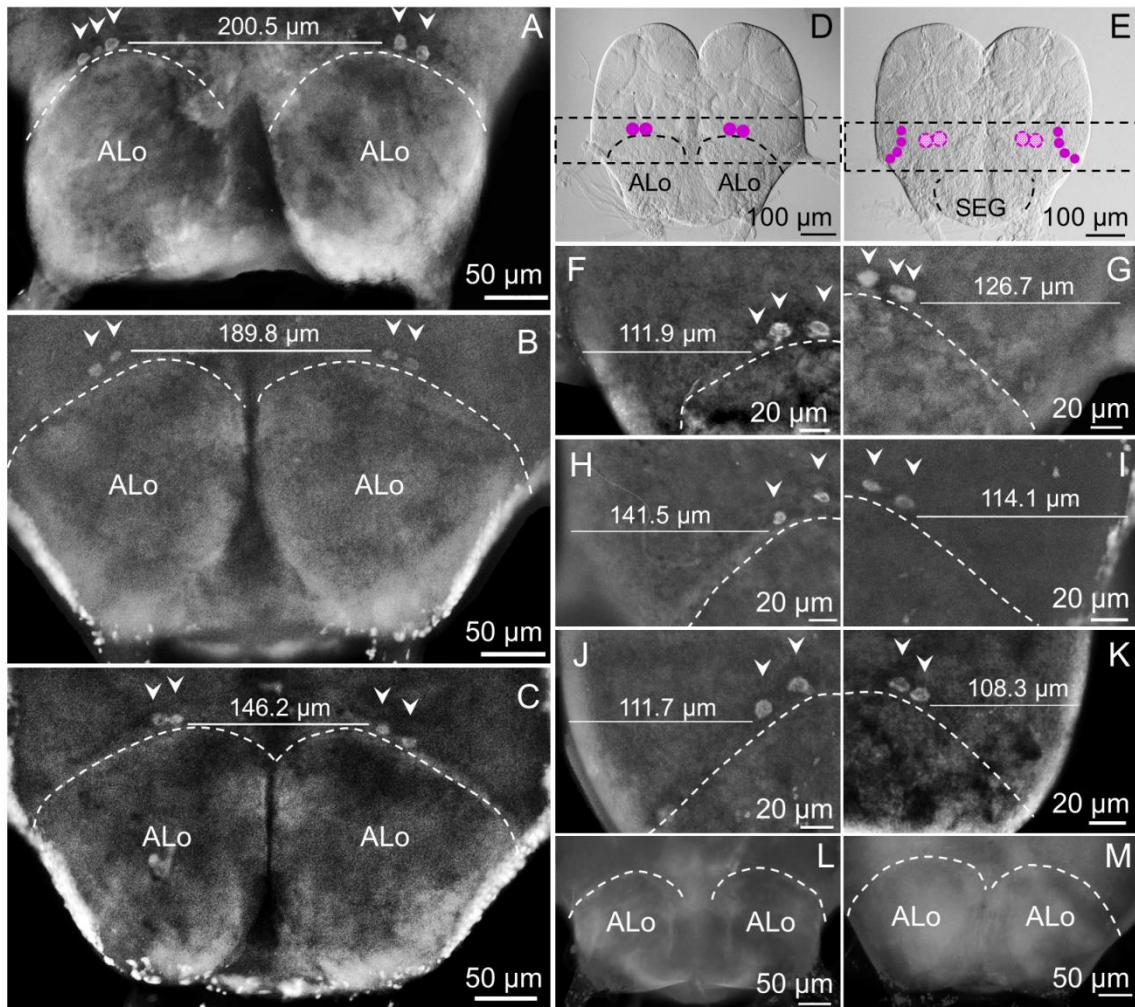 A
200.5 µm
ALo
ALo
50 µm
B
189.8 µm
ALo
ALo
50 µm
C
146.2 µm
ALo
ALo
50 µm
D
ALo
ALo
100 µm
E
SEG
100 µm
F
111.9 µm
20 µm
G
126.7 µm
20 µm
H
141.5 µm
20 µm
I
114.1 µm
20 µm
J
111.7 µm
20 µm
K
108.3 µm
20 µm
L
ALo
ALo
50 µm
M
ALo
ALo
50 µm